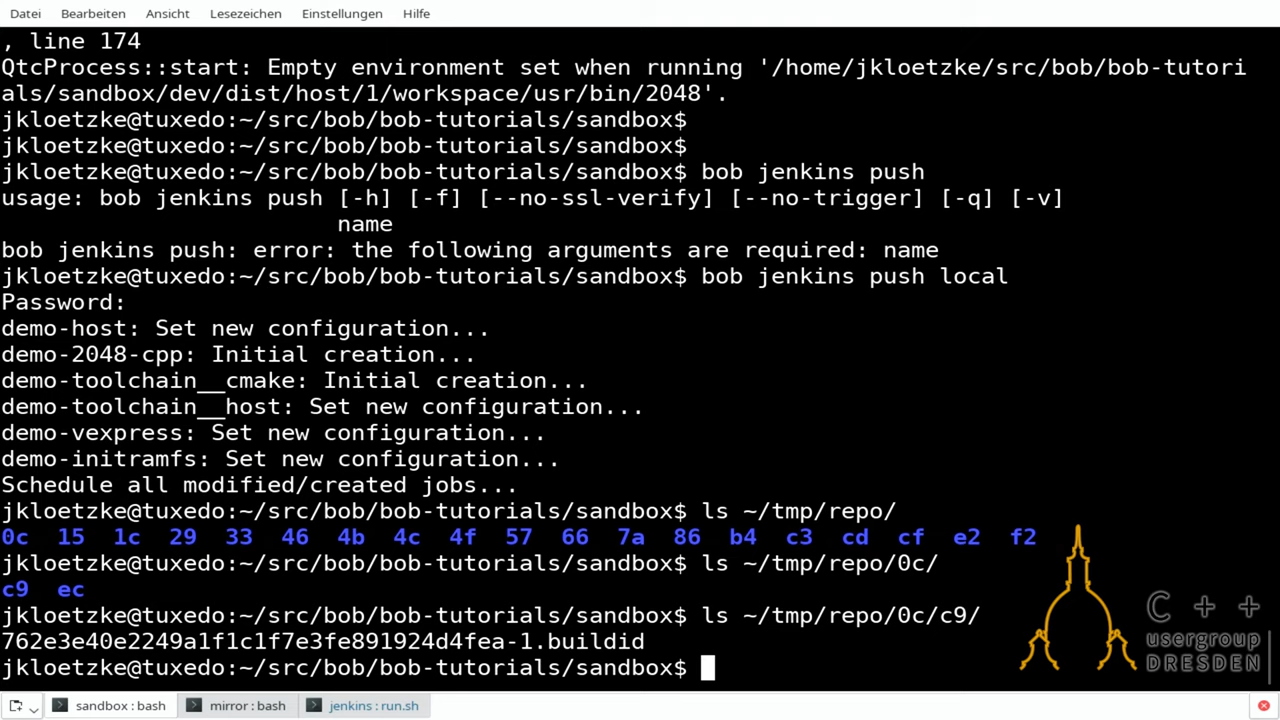 Datei Bearbeiten Ansicht Lesezeichen Einstellungen Hilfe
, line 174
QtcProcess::start: Empty environment set when running '/home/jkloetzke/src/bob/bob-tutori
als/sandbox/dev/dist/host/1/workspace/usr/bin/2048'.
jkloetzke@tuxedo:~/src/bob/bob-tutorials/sandbox$
jkloetzke@tuxedo:~/src/bob/bob-tutorials/sandbox$
jkloetzke@tuxedo:~/src/bob/bob-tutorials/sandbox$ bob jenkins push
usage: bob jenkins push [-h] [-f] [--no-ssl-verify] [--no-trigger] [-q] [-v]
name
bob jenkins push: error: the following arguments are required: name
jkloetzke@tuxedo:~/src/bob/bob-tutorials/sandbox$ bob jenkins push local
Password:
demo-host: Set new configuration...
demo-2048-cpp: Initial creation...
demo-toolchain__cmake: Initial creation...
demo-toolchain__host: Set new configuration...
demo-vexpress: Set new configuration...
demo-initramfs: Set new configuration...
Schedule all modified/created jobs...
jkloetzke@tuxedo:~/src/bob/bob-tutorials/sandbox$ ls ~/tmp/repo/
0c 15 1c 29 33 46 4b 4c 4f 57 66 7a 86 b4 c3 cd cf e2 f2
jkloetzke@tuxedo:~/src/bob/bob-tutorials/sandbox$ ls ~/tmp/repo/0c/
c9 ec
jkloetzke@tuxedo:~/src/bob/bob-tutorials/sandbox$ ls ~/tmp/repo/0c/c9/
762e3e40e2249a1f1c1f7e3fe891924d4fea-1.buildid
jkloetzke@tuxedo:~/src/bob/bob-tutorials/sandbox$
C + +
usergroup
DRESDEN
sandbox : bash mirror : bash jenkins : run.sh